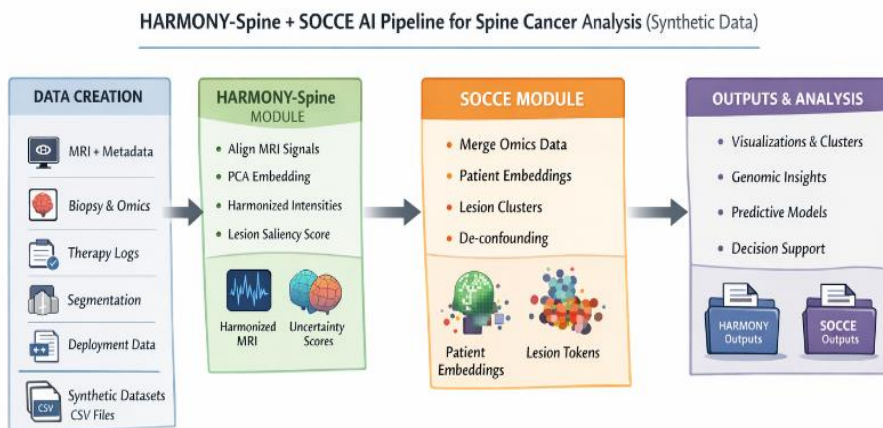 HARMONY-Spine + SOCCE AI Pipeline for Spine Cancer Analysis (Synthetic Data)
DATA CREATION
MRI + Metadata
Biopsy & Omics
Therapy Logs
Segmentation
Deployment Data
CSV
Synthetic Datasets
CSV Files
HARMONY-Spine
MODULE
• Align MRI Signals
• PCA Embedding
• Harmonized Intensities
• Lesion Saliency Score
Harmonized
MRI
Uncertainty
Scores
SOCCE MODULE
• Merge Omics Data
• Patient Embeddings
• Lesion Clusters
• De-confounding
Patient
Embeddings
Lesion Tokens
OUTPUTS & ANALYSIS
• Visualizations & Clusters
• Genomic Insights
• Predictive Models
• Decision Support
HARMONY
Outputs
SOCCE
Outputs